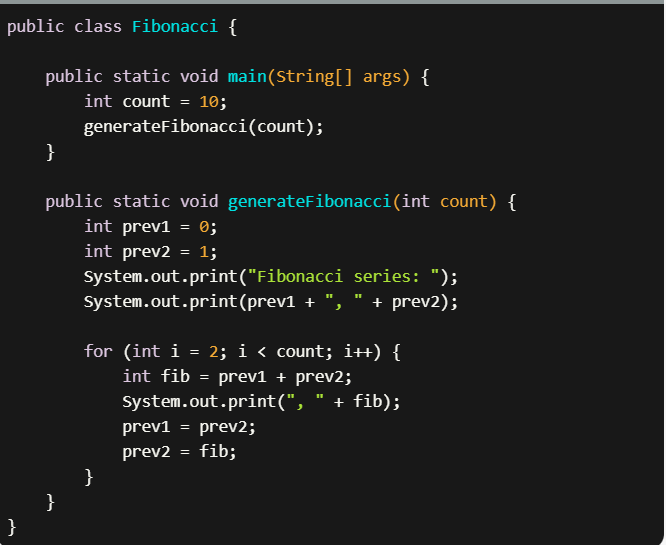 public class Fibonacci {

    public static void main(String[] args) {
        int count = 10;
        generateFibonacci(count);
    }

    public static void generateFibonacci(int count) {
        int prev1 = 0;
        int prev2 = 1;
        System.out.print("Fibonacci series: ");
        System.out.print(prev1 + ", " + prev2);

        for (int i = 2; i < count; i++) {
            int fib = prev1 + prev2;
            System.out.print(", " + fib);
            prev1 = prev2;
            prev2 = fib;
        }
    }
}